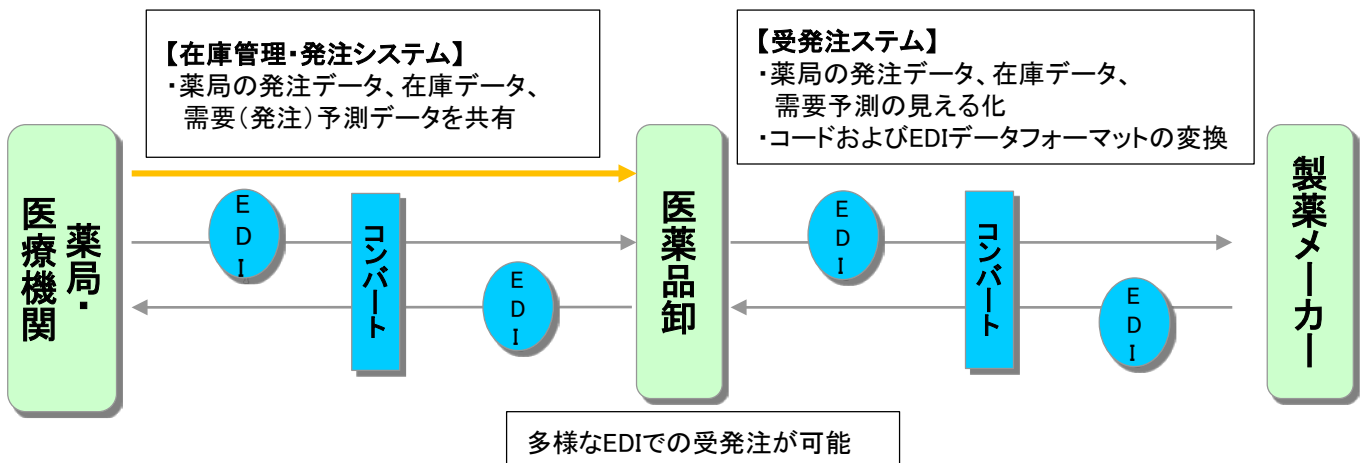 【在庫管理・発注システム】
・薬局の発注データ、在庫データ、
需要(発注)予測データを共有
【受発注ステム】
・薬局の発注データ、在庫データ、
需要予測の見える化
・コードおよびEDIデータフォーマットの変換
薬局・
医療機関
EDI
コンバート
EDI
医薬品卸
EDI
コンバート
EDI
製薬メーカー
多様なEDIでの受発注が可能